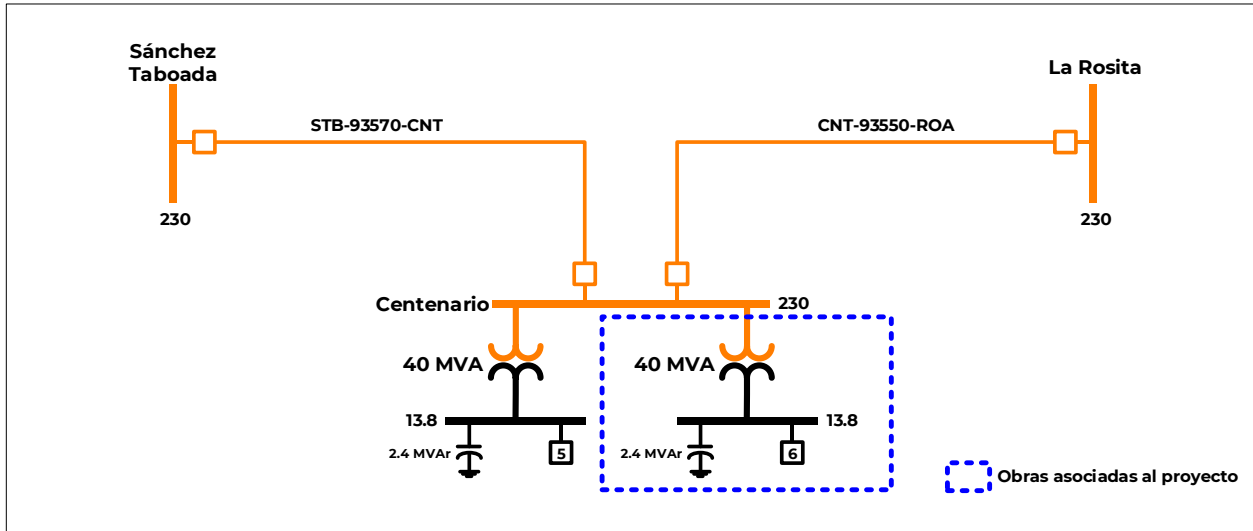 Sánchez
Taboada
La Rosita
STB-93570-CNT
CNT-93550-ROA
230
230
Centenario
230
40 MVA
40 MVA
13.8
13.8
2.4 MVAr
5
2.4 MVAr
6
Obras asociadas al proyecto